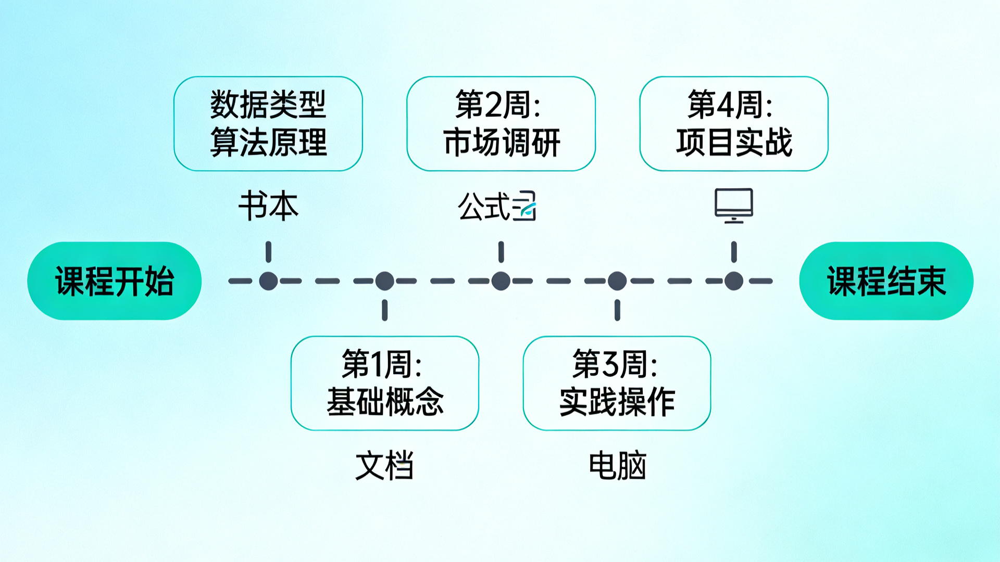 数据类型
算法原理
第2周:
市场调研
第4周:
项目实战
书本
公式
课程开始
课程结束
第1周:
基础概念
第3周:
实践操作
文档
电脑